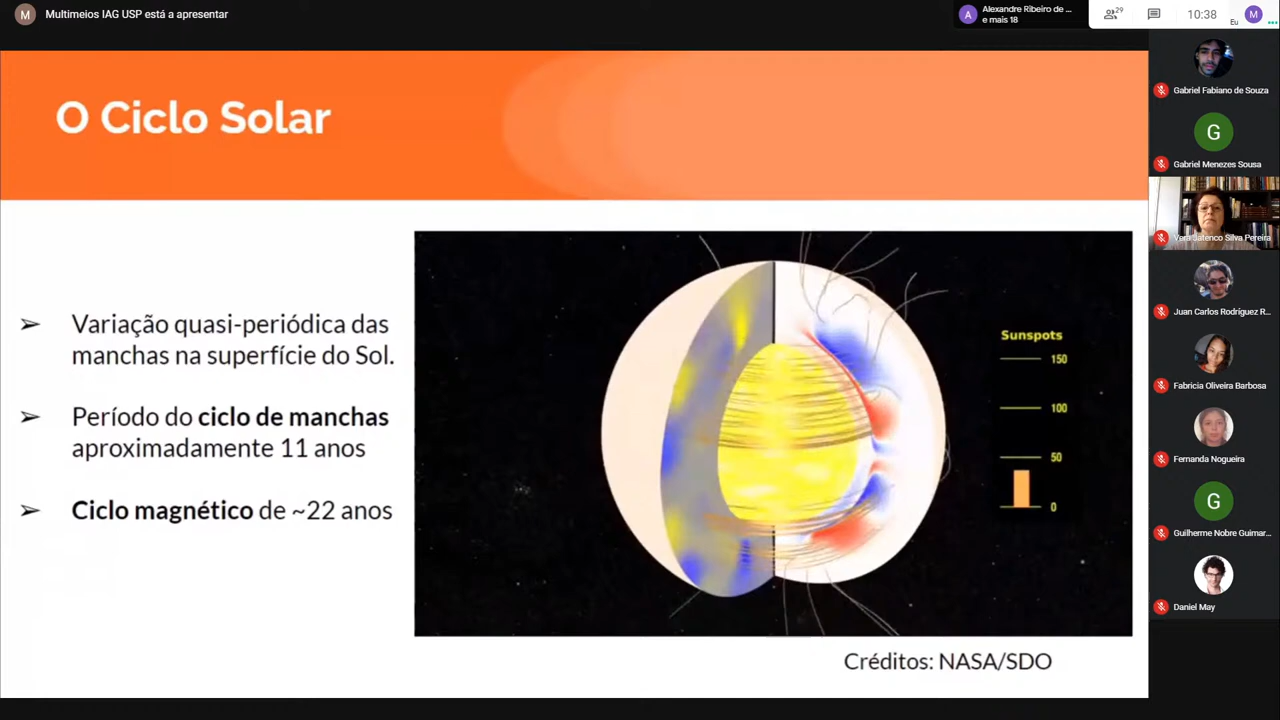 M
Multimeios IAG USP está a apresentar
A
Alexandre Ribeiro de ...
e mais 18
29
10:38
Eu
M
O Ciclo Solar
➢ Variação quasi-periódica das
manchas na superfície do Sol.
➢ Período do ciclo de manchas
aproximadamente 11 anos
➢ Ciclo magnético de ~22 anos
Sunspots
150
100
50
0
Créditos: NASA/SDO
Gabriel Fabiano de Souza
G
Gabriel Menezes Sousa
Vera Jatenco Silva Pereira
Juan Carlos Rodríguez R...
Fabricia Oliveira Barbosa
Fernanda Nogueira
G
Guilherme Nobre Guimar...
Daniel May